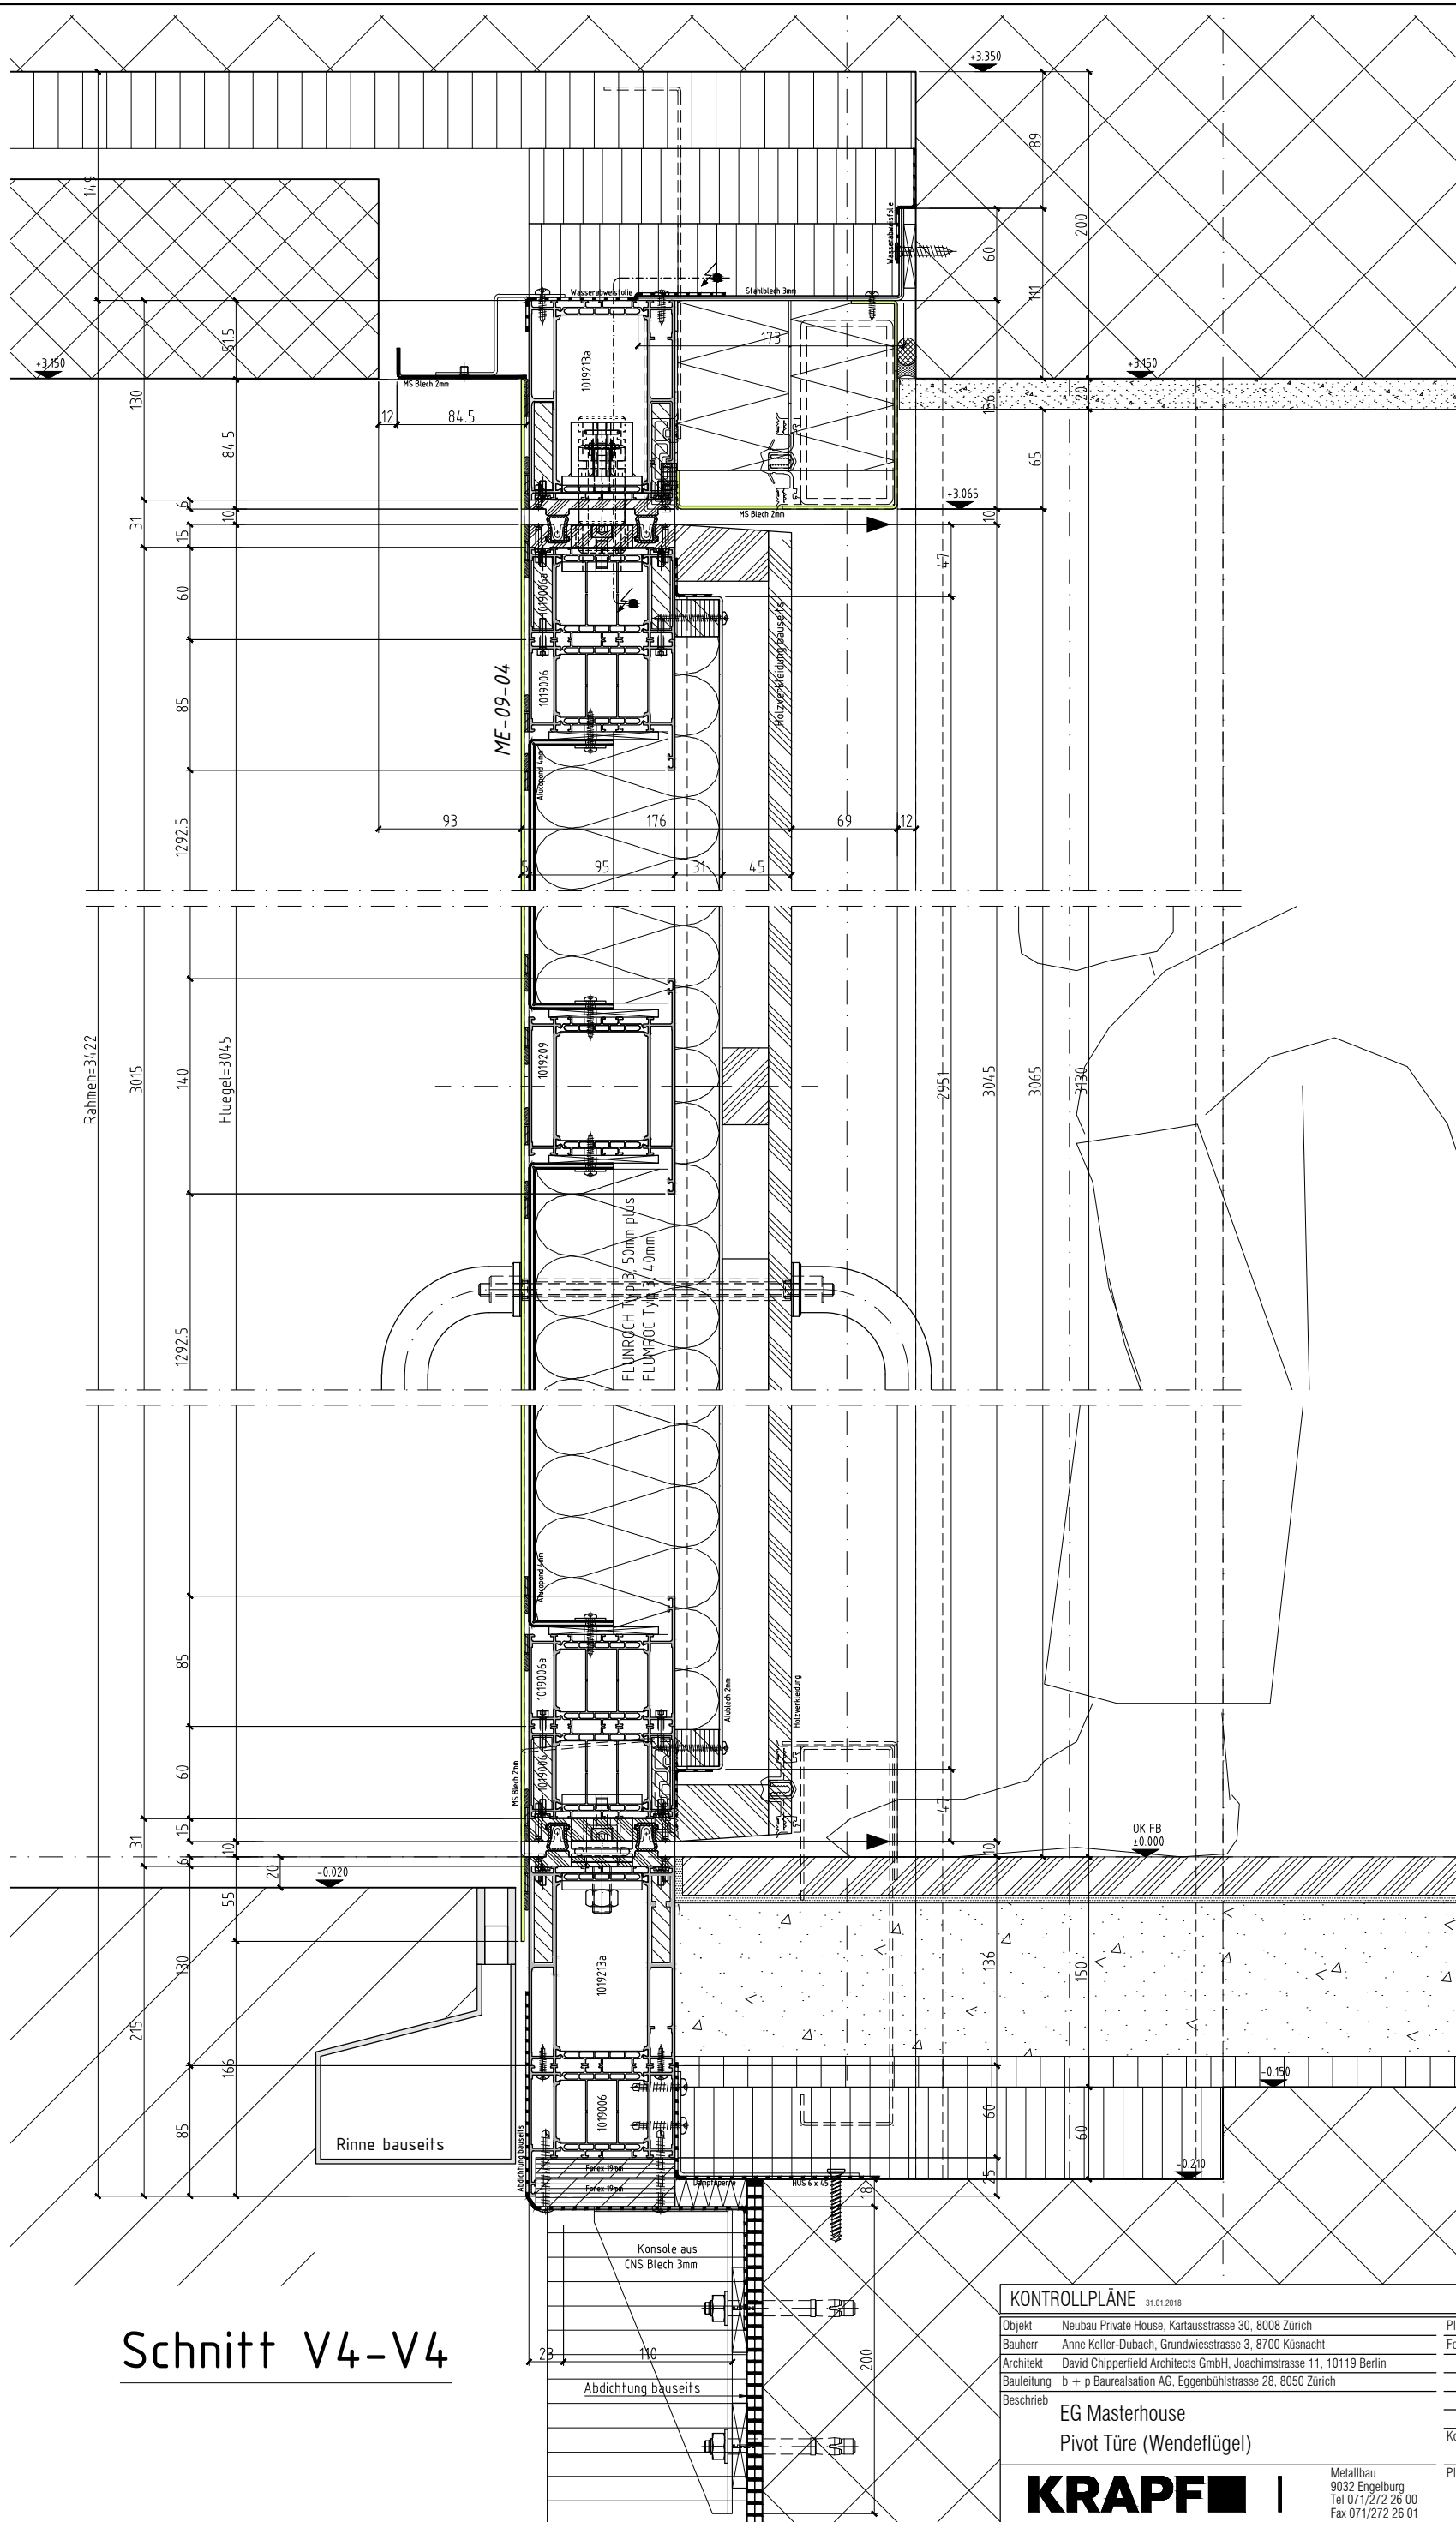 +3.350
89
149
200
60
111
Wasserabweisfolie
Wasserabweisfolie
Stahlblech 3mm
51.5
173
1019213a
+3.150
+3.150
MS Blech 2mm
130
136
20
12
84.5
84.5
65
+3.065
MS Blech 2mm
6
10
10
31
15
47
60
1019006a
Holzverkleidung bauseits
ME-09-04
1019006
85
Alucopond 4mm
1292.5
93
176
69
12
5
95
31
45
Rahmen=3422
3015
140
Fluegel=3045
1019209
2951
3045
3065
3130
FLUNROCH Typ 3, 50mm plus
FLUMROC Typ 3, 40mm
1292.5
Alucopond 4mm
85
1019006a
Alublech 2mm
Holzverkleidung
60
1019006
MS Blech 2mm
47
15
31
10
10
6
OK FB
±0.000
20
-0.020
55
130
1019213a
136
150
215
166
-0.150
85
1019006
60
60
Rinne bauseits
Abdichtung bauseits
Forex 19mm
Forex 19mm
Dampfsperre
HUS 6 x 45
18
25
-0.210
Konsole aus
CNS Blech 3mm
23
110
200
Abdichtung bauseits
Schnitt V4-V4
KONTROLLPLÄNE 31.01.2018
Objekt Neubau Private House, Kartausstrasse 30, 8008 Zürich
Bauherr Anne Keller-Dubach, Grundwiesstrasse 3, 8700 Küsnacht
Architekt David Chipperfield Architects GmbH, Joachimstrasse 11, 10119 Berlin
Bauleitung b + p Baurealsation AG, Eggenbühlstrasse 28, 8050 Zürich
Beschrieb
EG Masterhouse
Pivot Türe (Wendeflügel)
KRAPF
Metallbau
9032 Engelburg
Tel 071/272 26 00
Fax 071/272 26 01